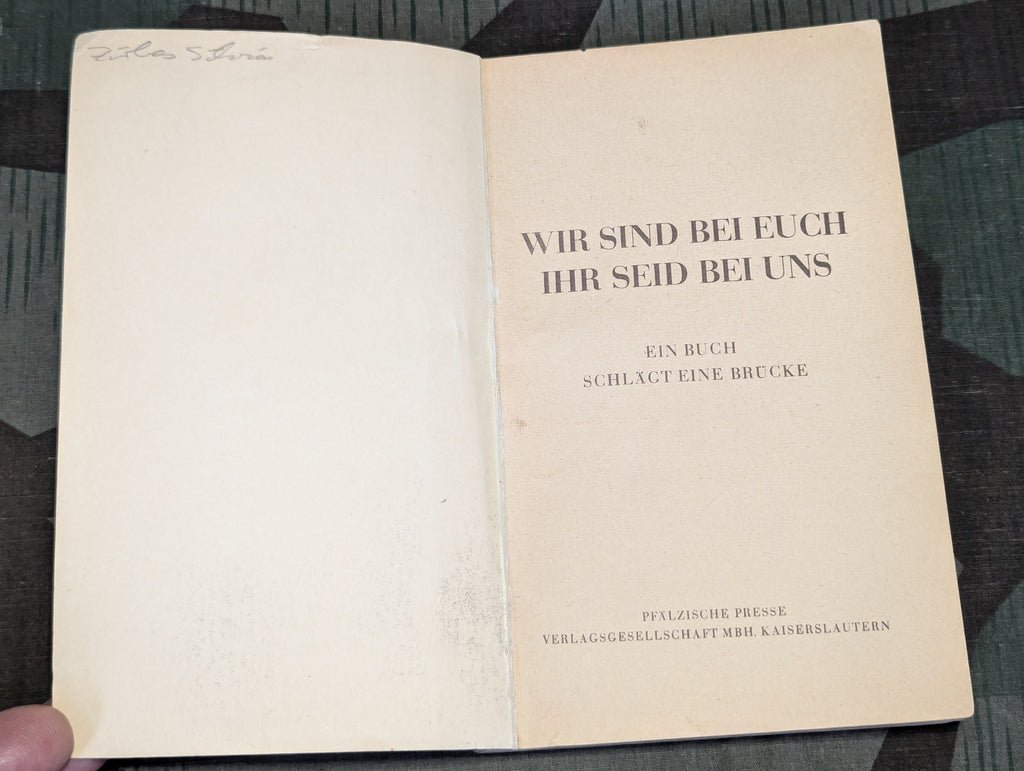 WIR SIND BEI EUCH
IHR SEID BEI UNS
EIN BUCH
SCHLÄGT EINE BRÜCKE
PFÄLZISCHE PRESSE
VERLAGSGESELLSCHAFT MBH. KAISERSLAUTERN